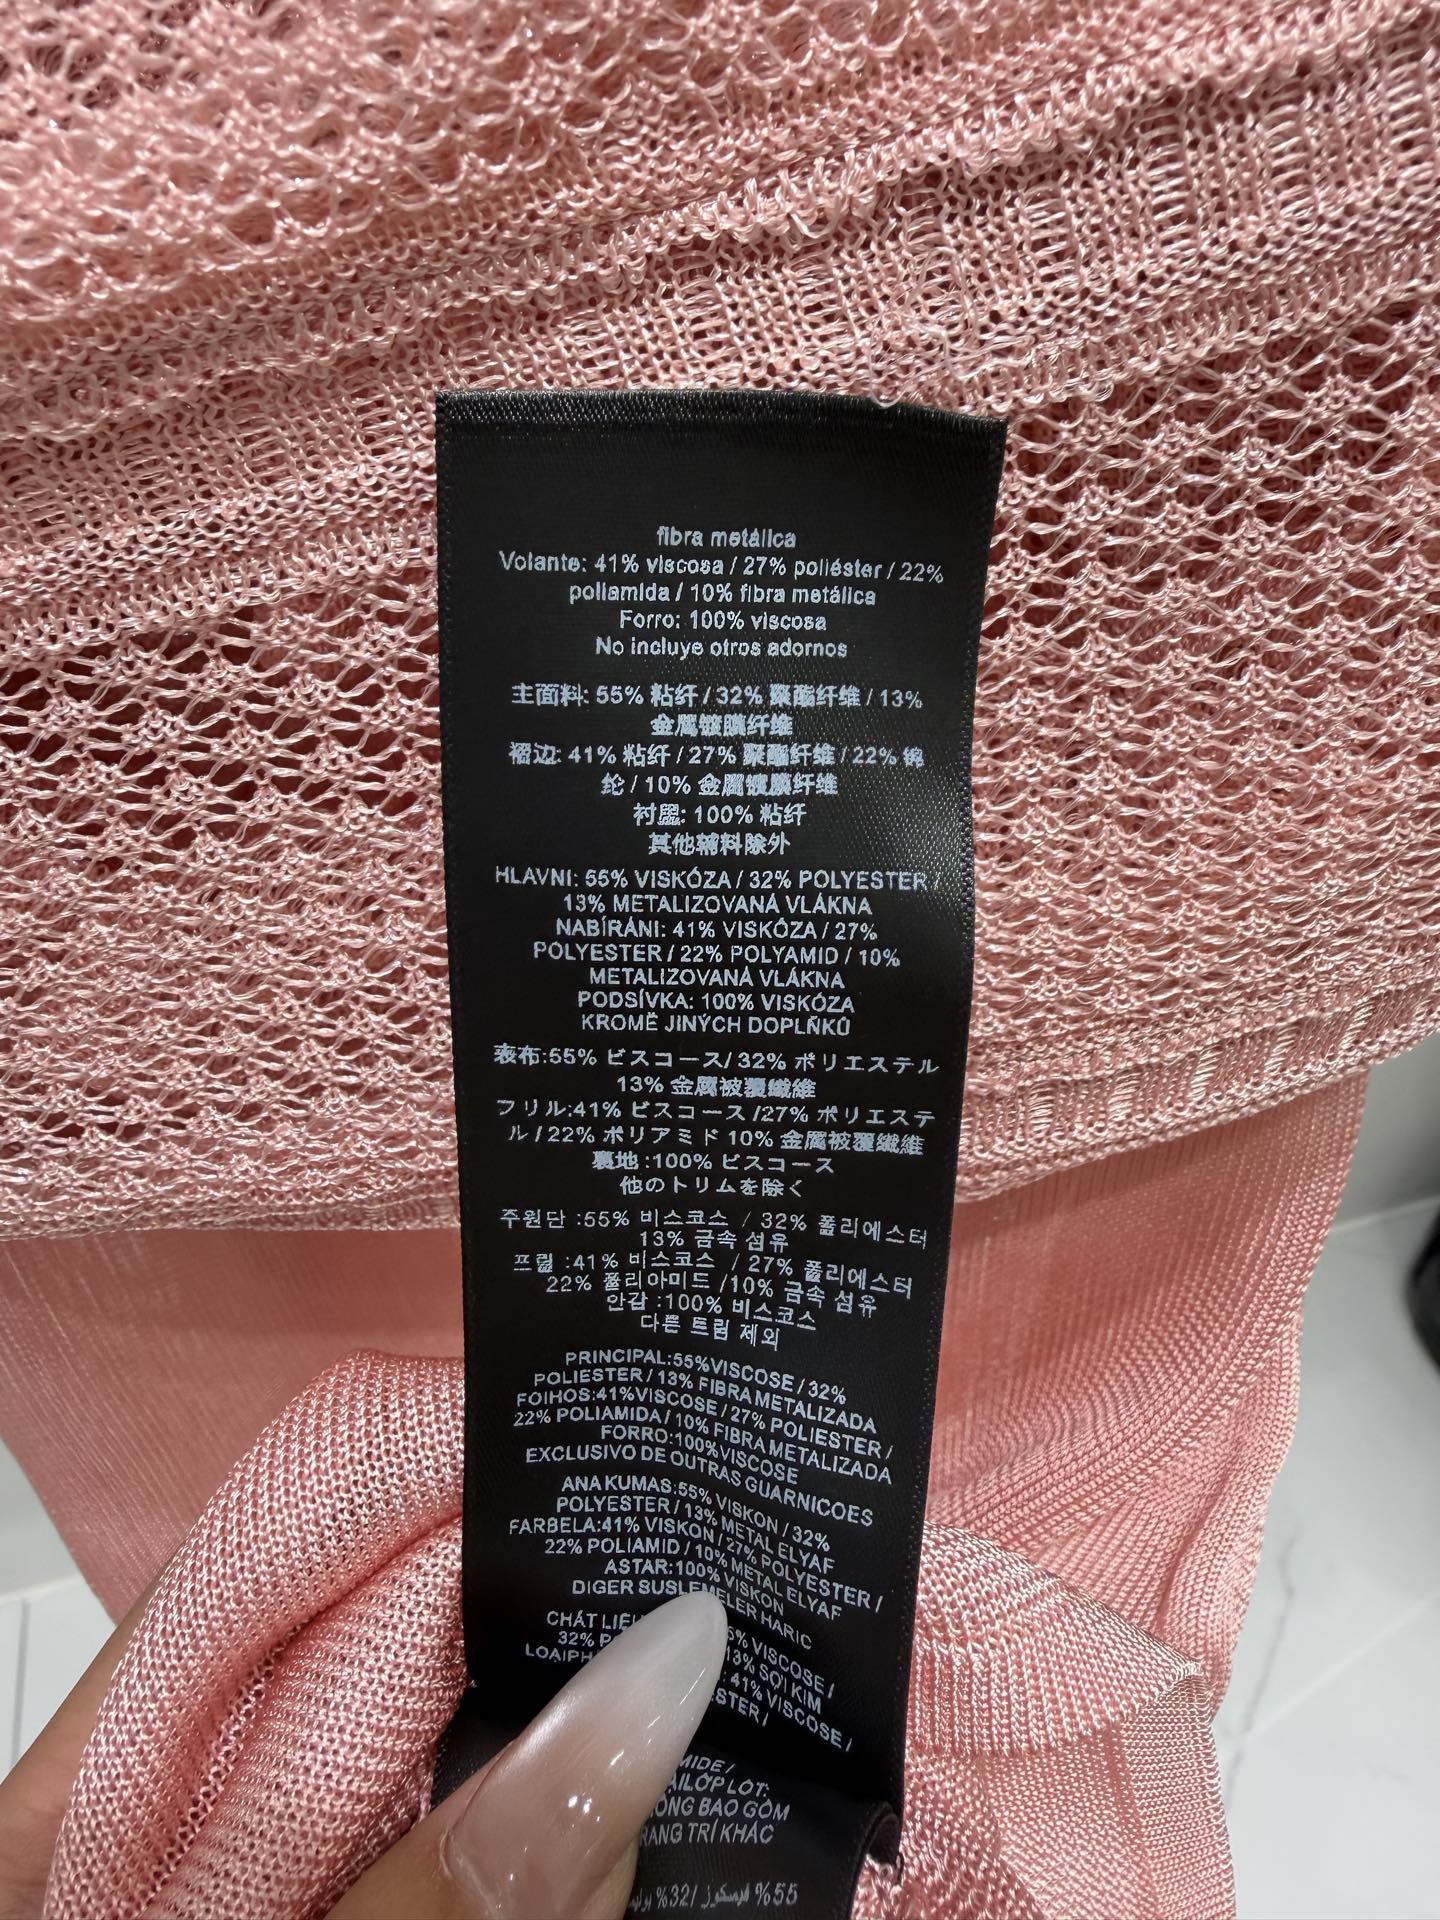 fibra metálica
Volante: 41% viscosa / 27% poliéster / 22%
poliamida / 10% fibra metálica
Forro: 100% viscosa
No incluye otros adornos
主面料: 55% 粘纤 / 32% 聚酯纤维 / 13%
金属镀膜纤维
褶边: 41% 粘纤 / 27% 聚酯纤维 / 22% 锦
纶 / 10% 金属镀膜纤维
衬里: 100% 粘纤
其他辅料除外
HLAVNI: 55% VISKÓZA / 32% POLYESTER /
13% METALIZOVANÁ VLÁKNA
NABÍRÁNI: 41% VISKÓZA / 27%
POLYESTER / 22% POLYAMID / 10%
METALIZOVANÁ VLÁKNA
PODSÍVKA: 100% VISKÓZA
KROMĚ JINÝCH DOPLŇKŮ
表布:55% ビスコース/ 32% ポリエステル
13% 金属被覆繊維
フリル:41% ビスコース /27% ポリエステ
ル / 22% ポリアミド 10% 金属被覆繊維
裏地 :100% ビスコース
他のトリムを除く
주원단 :55% 비스코스 / 32% 폴리에스터
13% 금속 섬유
프릴 :41% 비스코스 / 27% 폴리에스터
22% 폴리아미드 /10% 금속 섬유
안감 :100% 비스코스
다른 트림 제외
PRINCIPAL:55%VISCOSE / 32%
POLIESTER / 13% FIBRA METALIZADA
FOIHOS:41%VISCOSE / 27% POLIESTER /
22% POLIAMIDA / 10% FIBRA METALIZADA
FORRO:100%VISCOSE
EXCLUSIVO DE OUTRAS GUARNICOES
ANA KUMAS:55% VISKON / 32%
POLYESTER / 13% METAL ELYAF
FARBELA:41% VISKON / 27% POLYESTER /
22% POLIAMID / 10% METAL ELYAF
ASTAR:100% VISKON
DIGER SUSLEMELER HARIC
CHÁT VISCOSE /
32% 13% SOI KIM
41% VISCOSE /
LÓT:
BAO GÔM
TRÍ KHÁC
%55 فيسكوز / %32